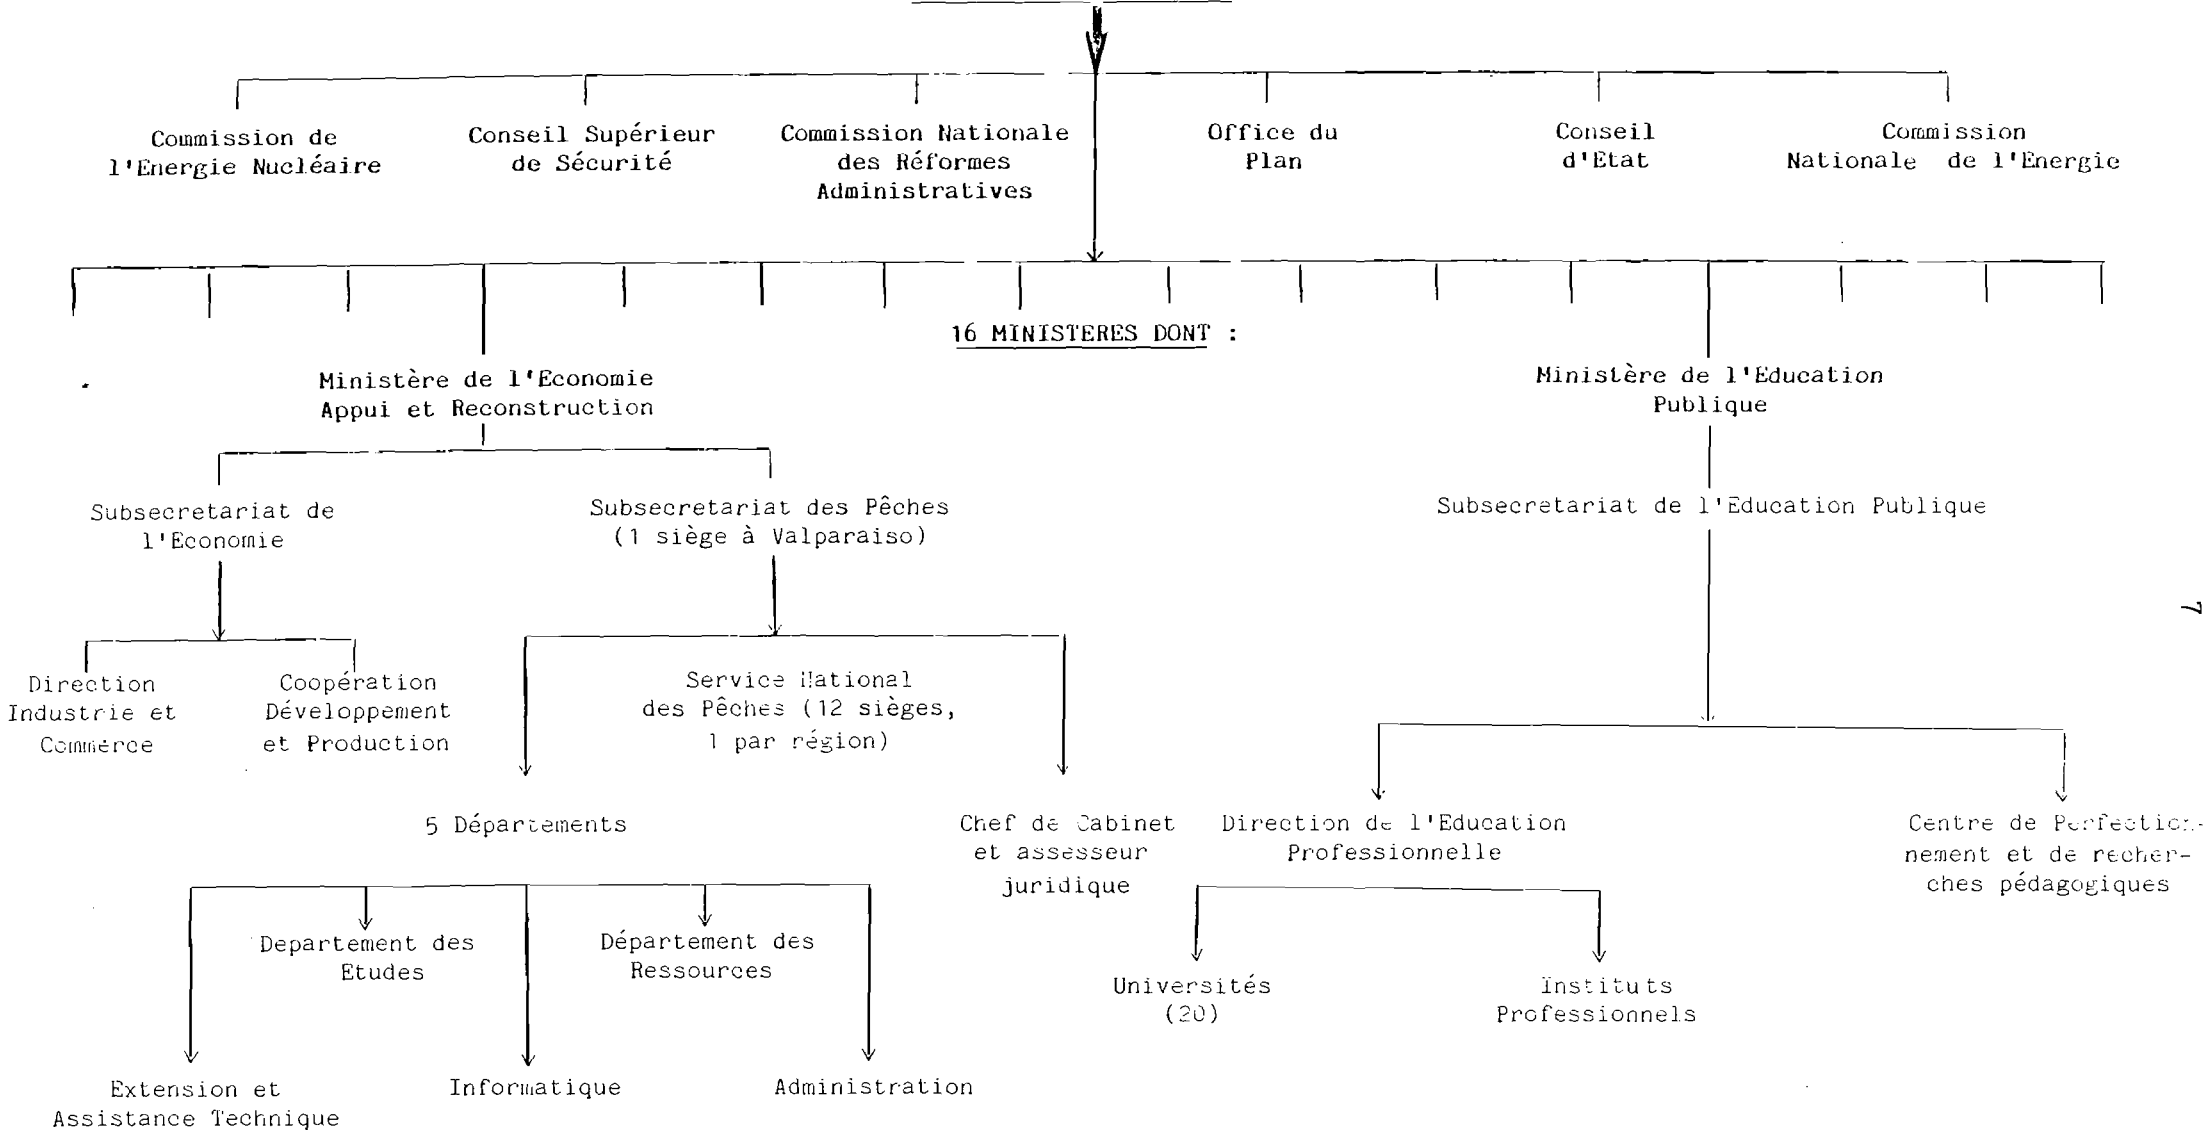 Commission de
l'Energie Nucléaire
Conseil Supérieur
de Sécurité
Commission Nationale
des Réformes
Administratives
Office du
Plan
Conseil
d'Etat
Commission
Nationale de l'Energie
16 MINISTERES DONT :
Ministère de l'Economie
Appui et Reconstruction
Ministère de l'Education
Publique
Subsecretariat de
l'Economie
Subsecretariat des Pêches
(1 siège à Valparaiso)
Subsecretariat de l'Education Publique
7
Direction
Industrie et
Commerce
Coopération
Développement
et Production
Service National
des Pêches (12 sièges,
1 par région)
5 Départements
Chef de Cabinet
et assesseur
juridique
Direction de l'Education
Professionnelle
Centre de Perfection-
nement et de recher-
ches pédagogiques
Departement des
Etudes
Département des
Ressources
Universités
(20)
Instituts
Professionnels
Extension et
Assistance Technique
Informatique
Administration